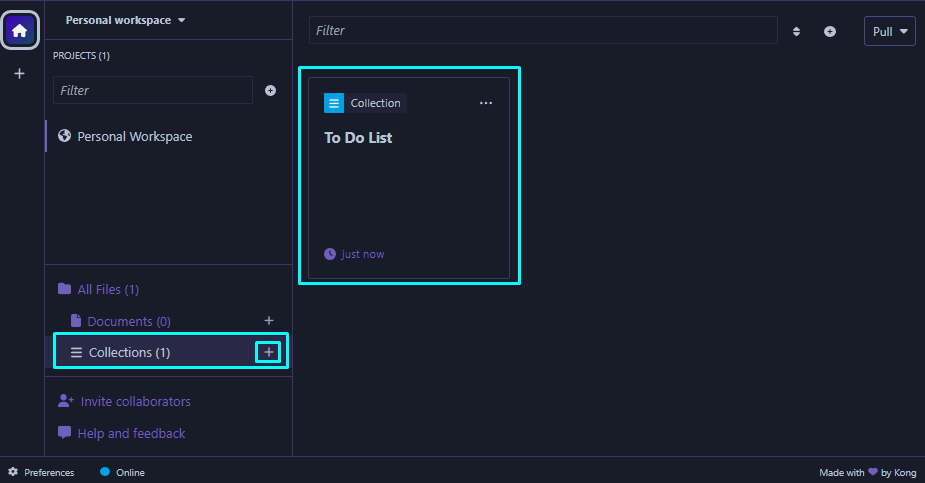 Personal workspace
PROJECTS (1)
Filter
Personal Workspace
All Files (1)
Documents (0)
Collections (1)
Invite collaborators
Help and feedback
Filter
Pull
Collection
To Do List
just now
Preferences
Online
Made with by Kong